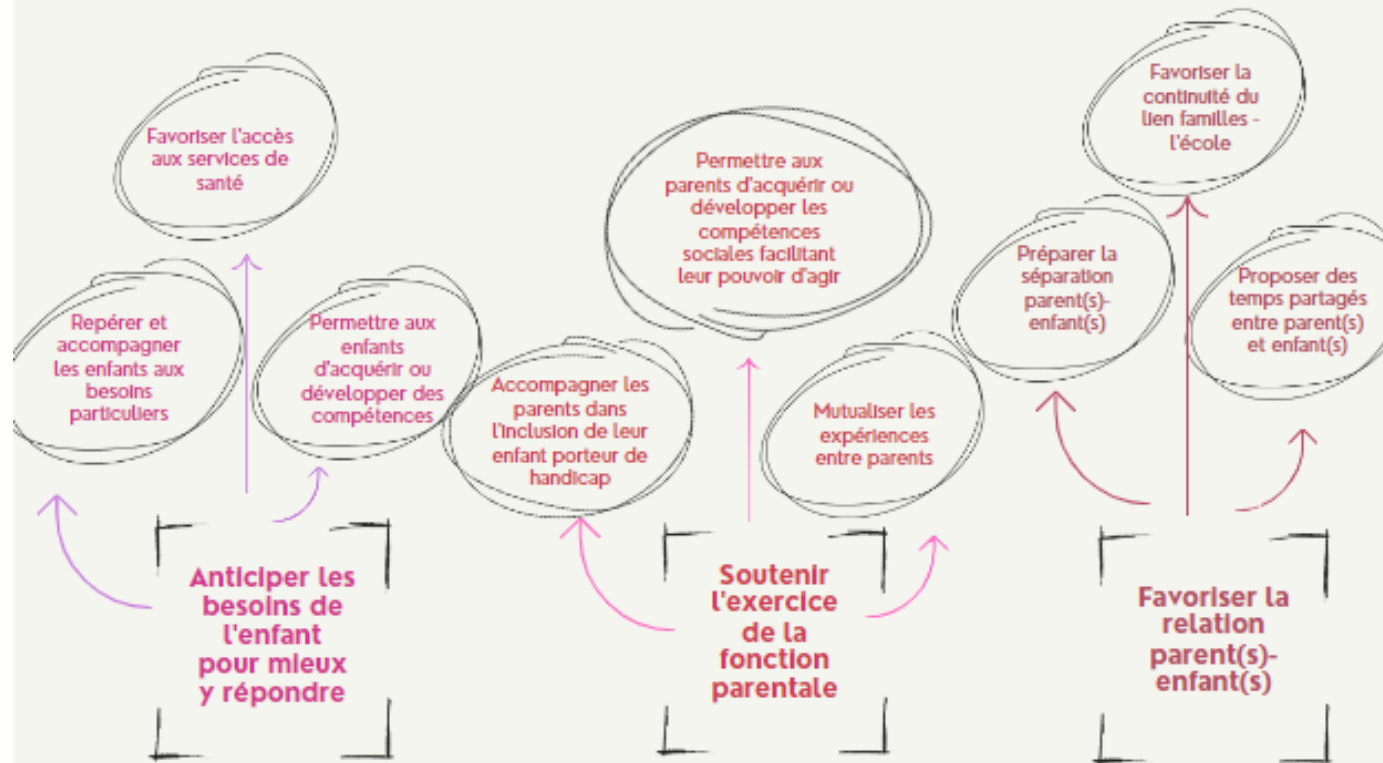 Favoriser l'accès
aux services de
santé
Repérer et
accompagner
les enfants aux
besoins
particuliers
Permettre aux
enfants
d'acquérir ou
développer des
compétences
Anticiper les
besoins de
l'enfant
pour mieux
y répondre
Permettre aux
parents d'acquérir ou
développer les
compétences
sociales facilitant
leur pouvoir d'agir
Accompagner les
parents dans
l'inclusion de leur
enfant porteur de
handicap
Mutualiser les
expériences
entre parents
Soutenir
l'exercice
de la
fonction
parentale
Favoriser la
continuité du
lien familles -
l'école
Préparer la
séparation
parent(s)-
enfant(s)
Proposer des
temps partagés
entre parent(s)
et enfant(s)
Favoriser la
relation
parent(s)-
enfant(s)